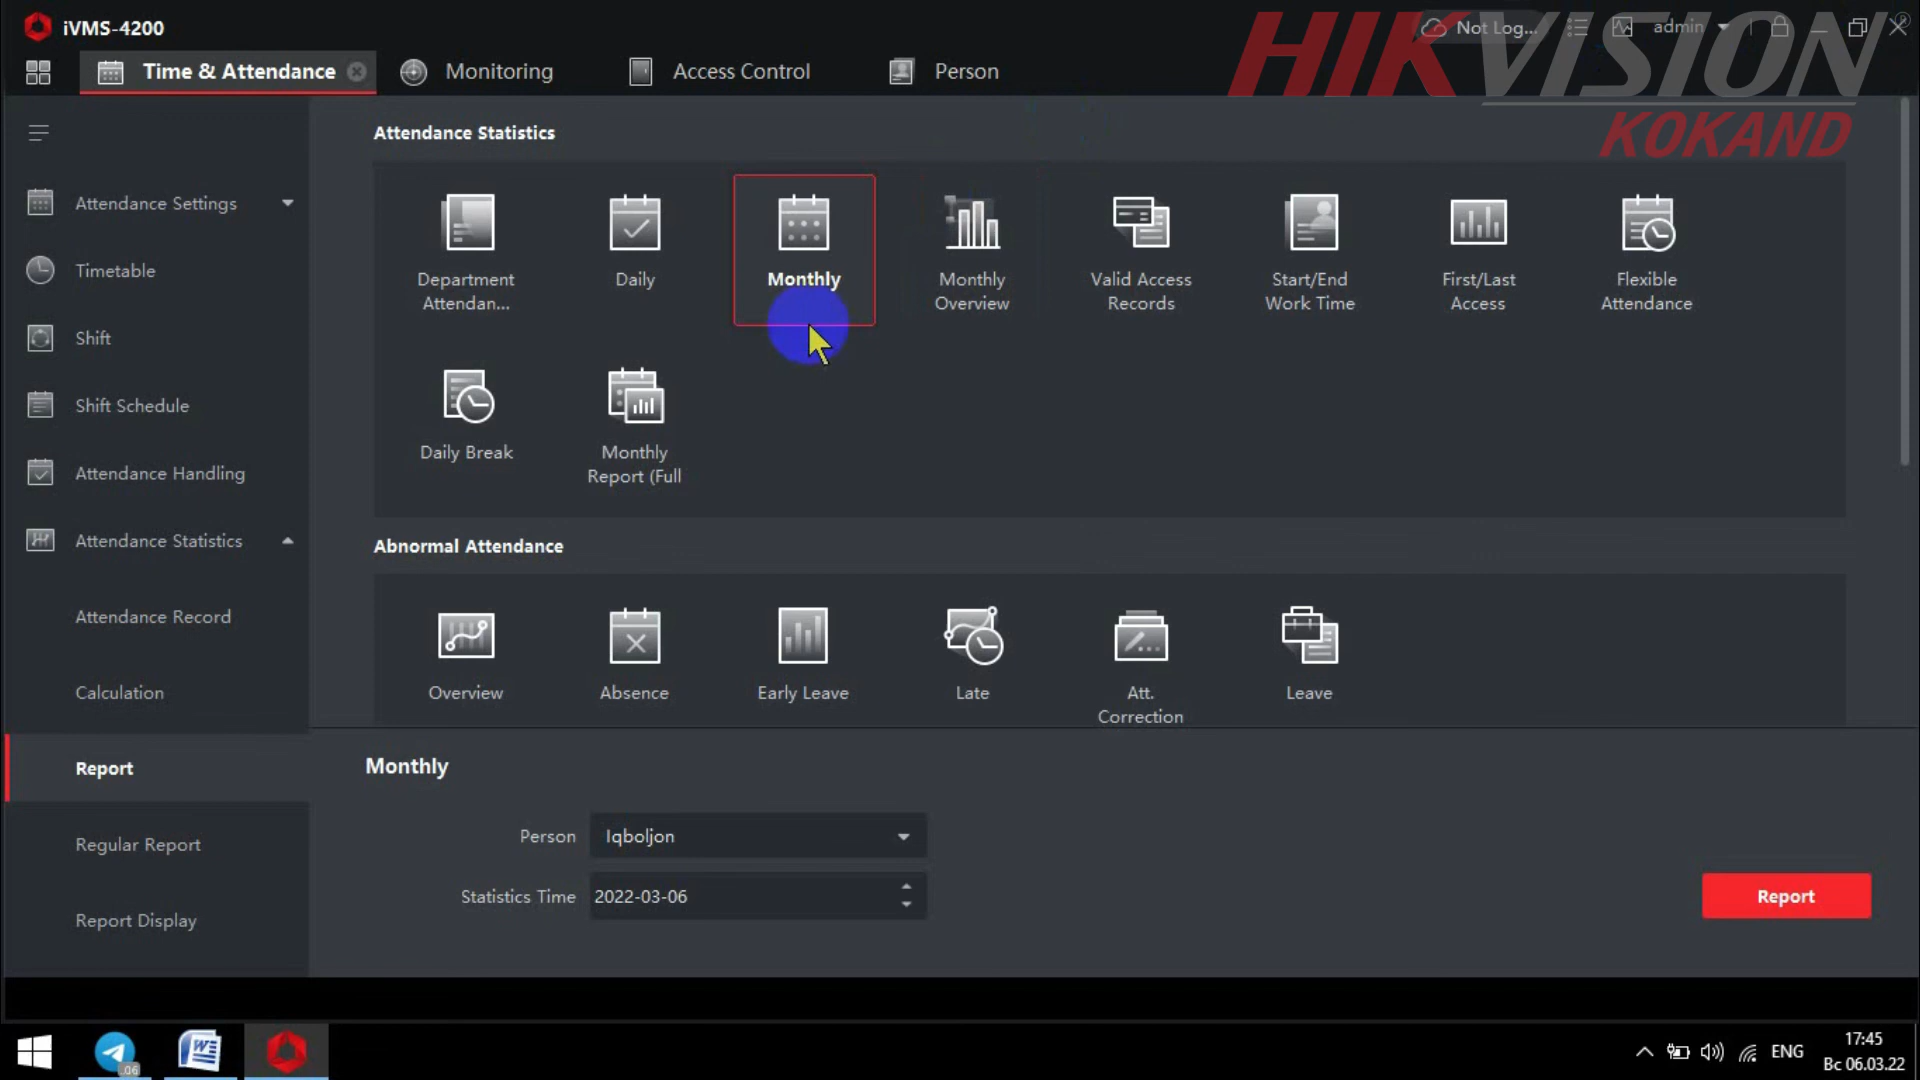 iVMS-4200
Not Log...
admin
HIKVISION
KOKAND
Time & Attendance
Monitoring
Access Control
Person
Attendance Settings
Timetable
Shift
Shift Schedule
Attendance Handling
Attendance Statistics
Attendance Record
Calculation
Report
Regular Report
Report Display
Attendance Statistics
Department
Attendan...
Daily
Monthly
Monthly
Overview
Valid Access
Records
Start/End
Work Time
First/Last
Access
Flexible
Attendance
Daily Break
Monthly
Report (Full
Abnormal Attendance
Overview
Absence
Early Leave
Late
Att.
Correction
Leave
Monthly
Person
Iqboljon
Statistics Time
2022-03-06
Report
06
ENG
17:45
Вс 06.03.22